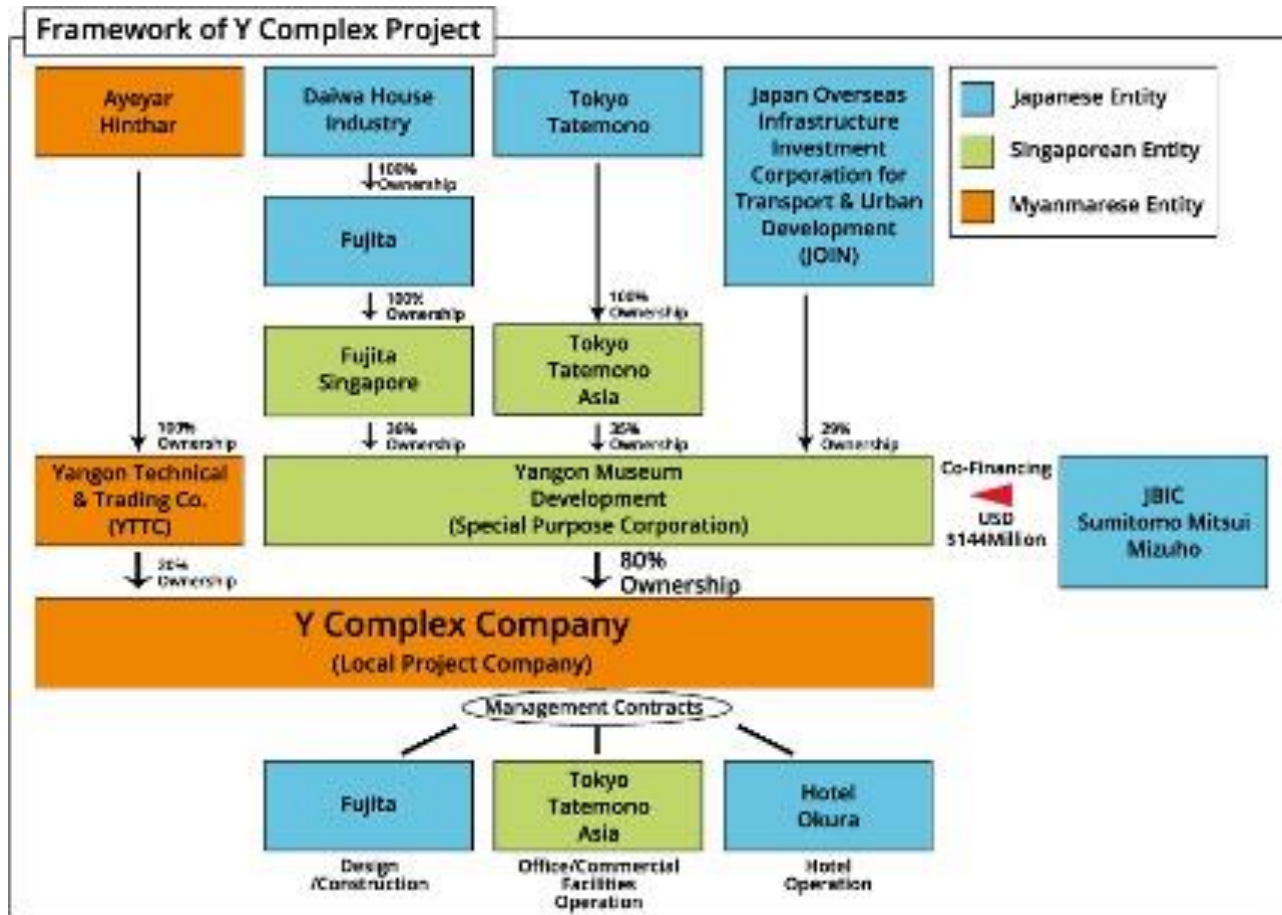 Framework of Y Complex Project
Ayeyar
Hinthar
Daiwa House
Industry
Tokyo
Tatemono
Japan Overseas
Infrastructure
Investment
Corporation for
Transport & Urban
Development
(JOIN)
Japanese Entity
Singaporean Entity
Myanmarese Entity
100%
Ownership
Fujita
100%
Ownership
100%
Ownership
Fujita
Singapore
Tokyo
Tatemono
Asia
100%
Ownership
36%
Ownership
35%
Ownership
29%
Ownership
Yangon Technical
& Trading Co.
(YTTC)
Yangon Museum
Development
(Special Purpose Corporation)
Co-Financing
USD
$144Million
JBIC
Sumitomo Mitsui
Mizuho
20%
Ownership
80%
Ownership
Y Complex Company
(Local Project Company)
Management Contracts
Fujita
Tokyo
Tatemono
Asia
Hotel
Okura
Design
/Construction
Office/Commercial
Facilities
Operation
Hotel
Operation